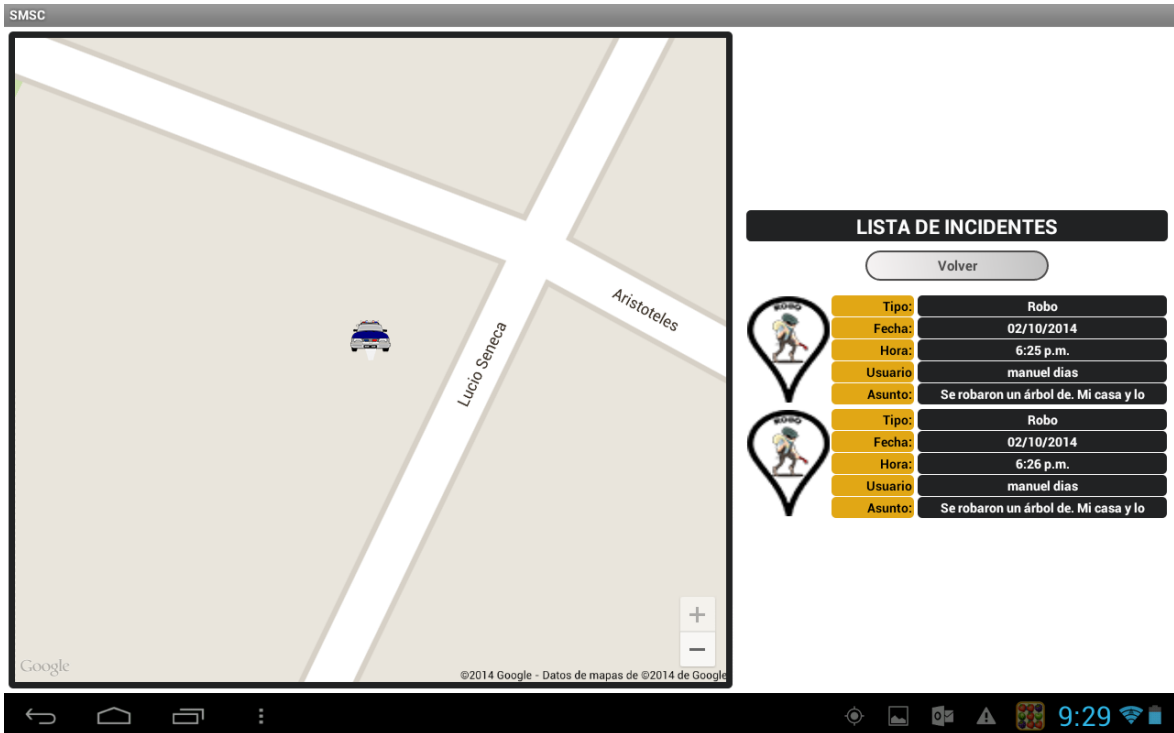 SMSC
Aristoteles
Lucio Seneca
Google
©2014 Google - Datos de mapas de ©2014 de Google
LISTA DE INCIDENTES
Volver
ROBO
Tipo: Robo
Fecha: 02/10/2014
Hora: 6:25 p.m.
Usuario manuel dias
Asunto: Se robaron un árbol de. Mi casa y lo
ROBO
Tipo: Robo
Fecha: 02/10/2014
Hora: 6:26 p.m.
Usuario manuel dias
Asunto: Se robaron un árbol de. Mi casa y lo
9:29